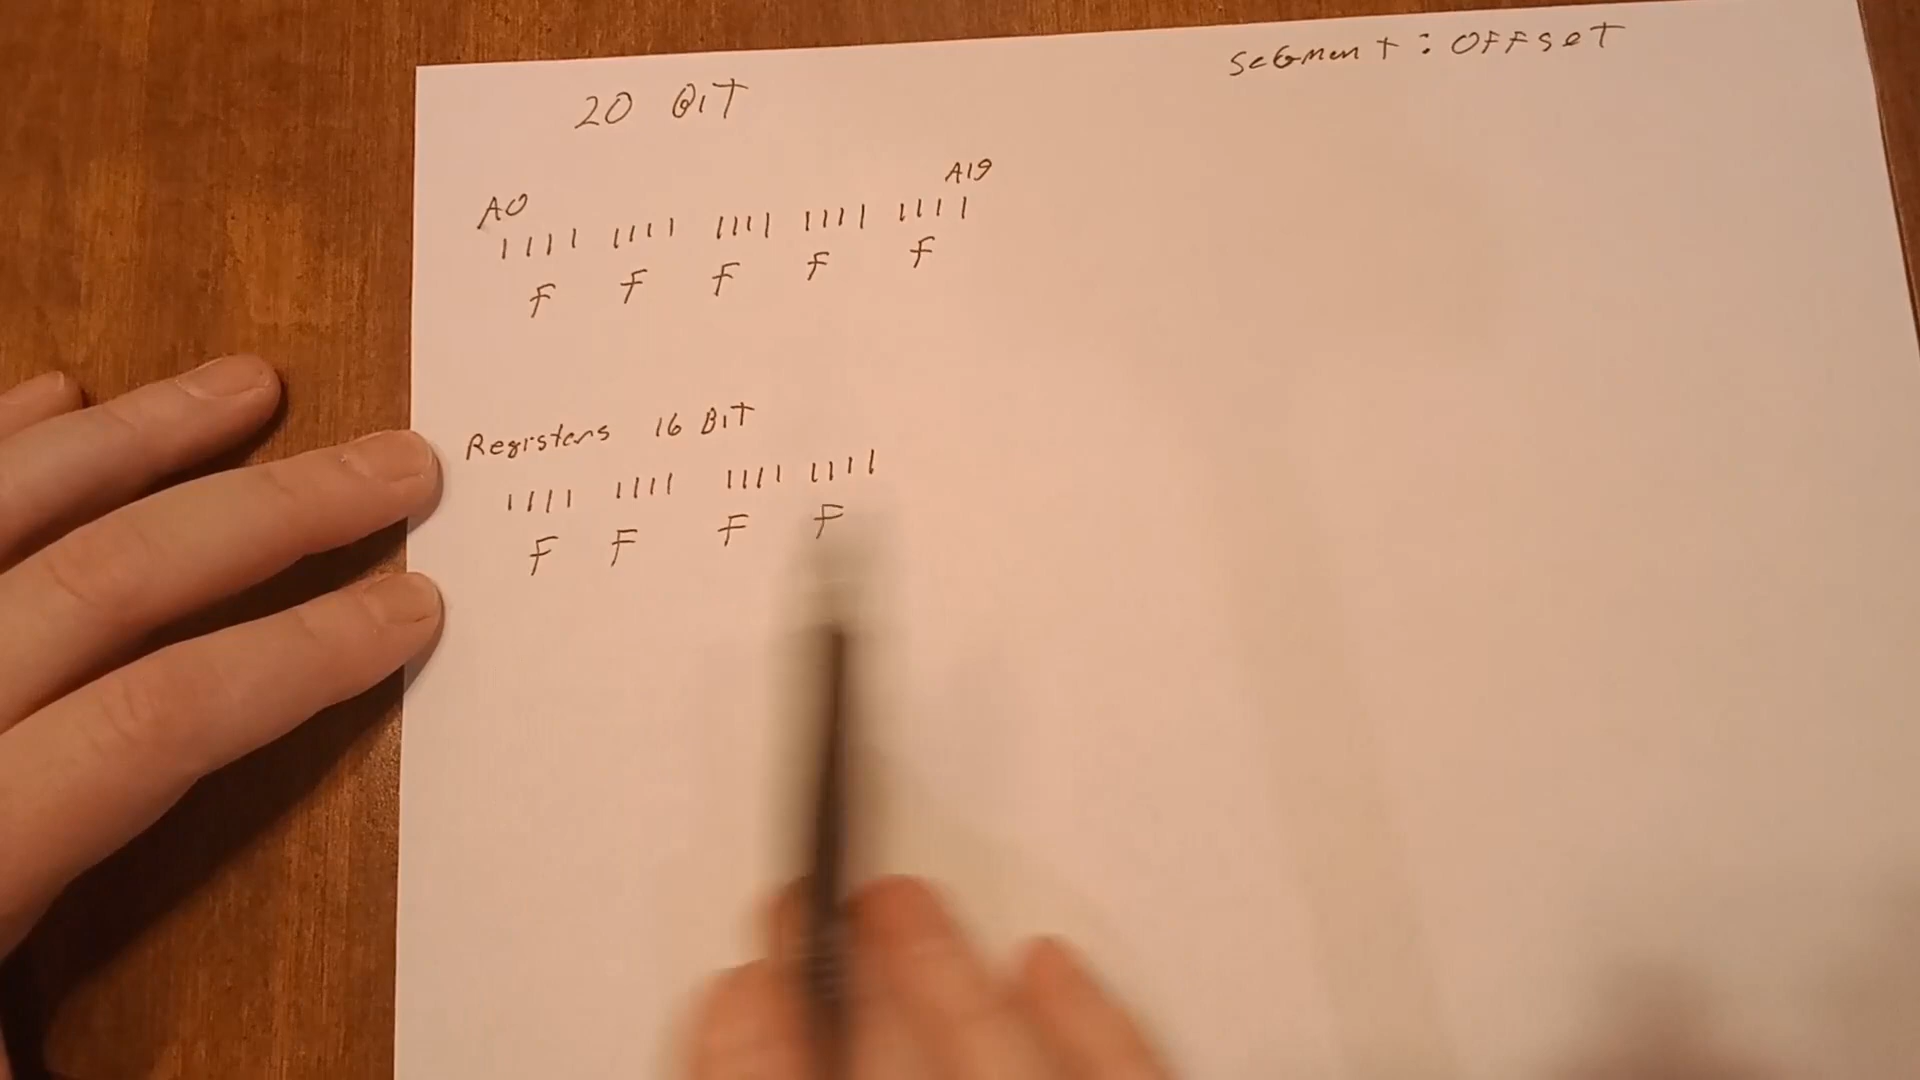 Segment : Offset
20 BIT
A0 A19
1111 1111 1111 1111 1111
F F F F F
Registers 16 BIT
1111 1111 1111 1111
F F F F